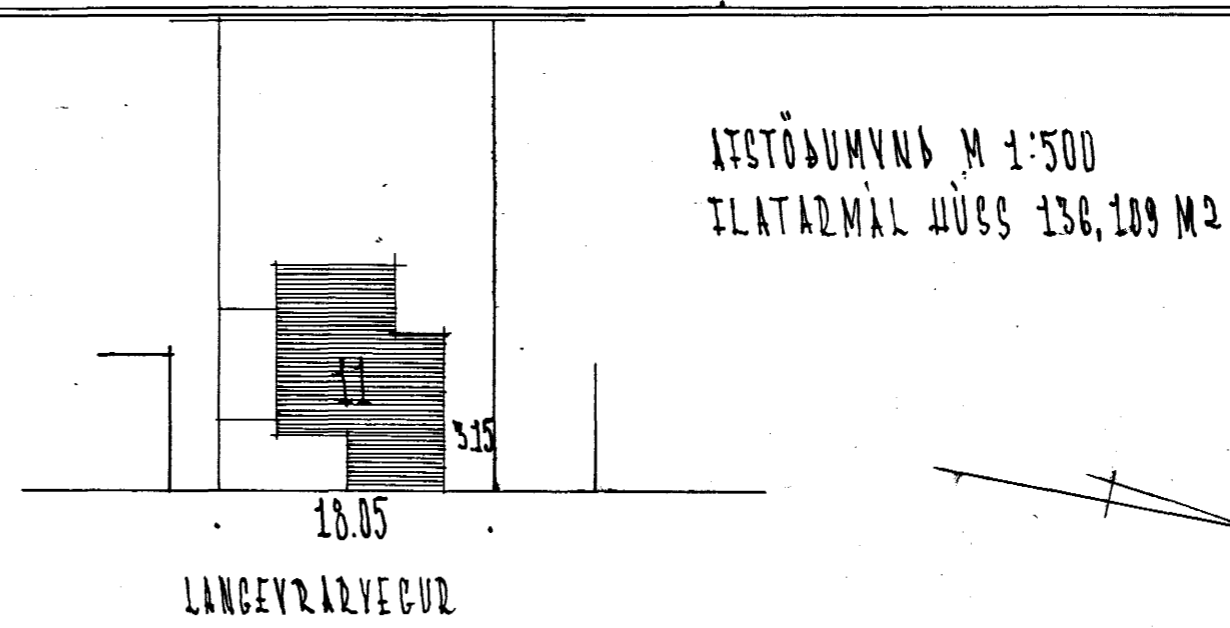 AFSTÖÐUMYND M 1:500
FLATARMÁL HÚSS 136,109 M2
11
3.15
18.05
LANGEYRARVEGUR